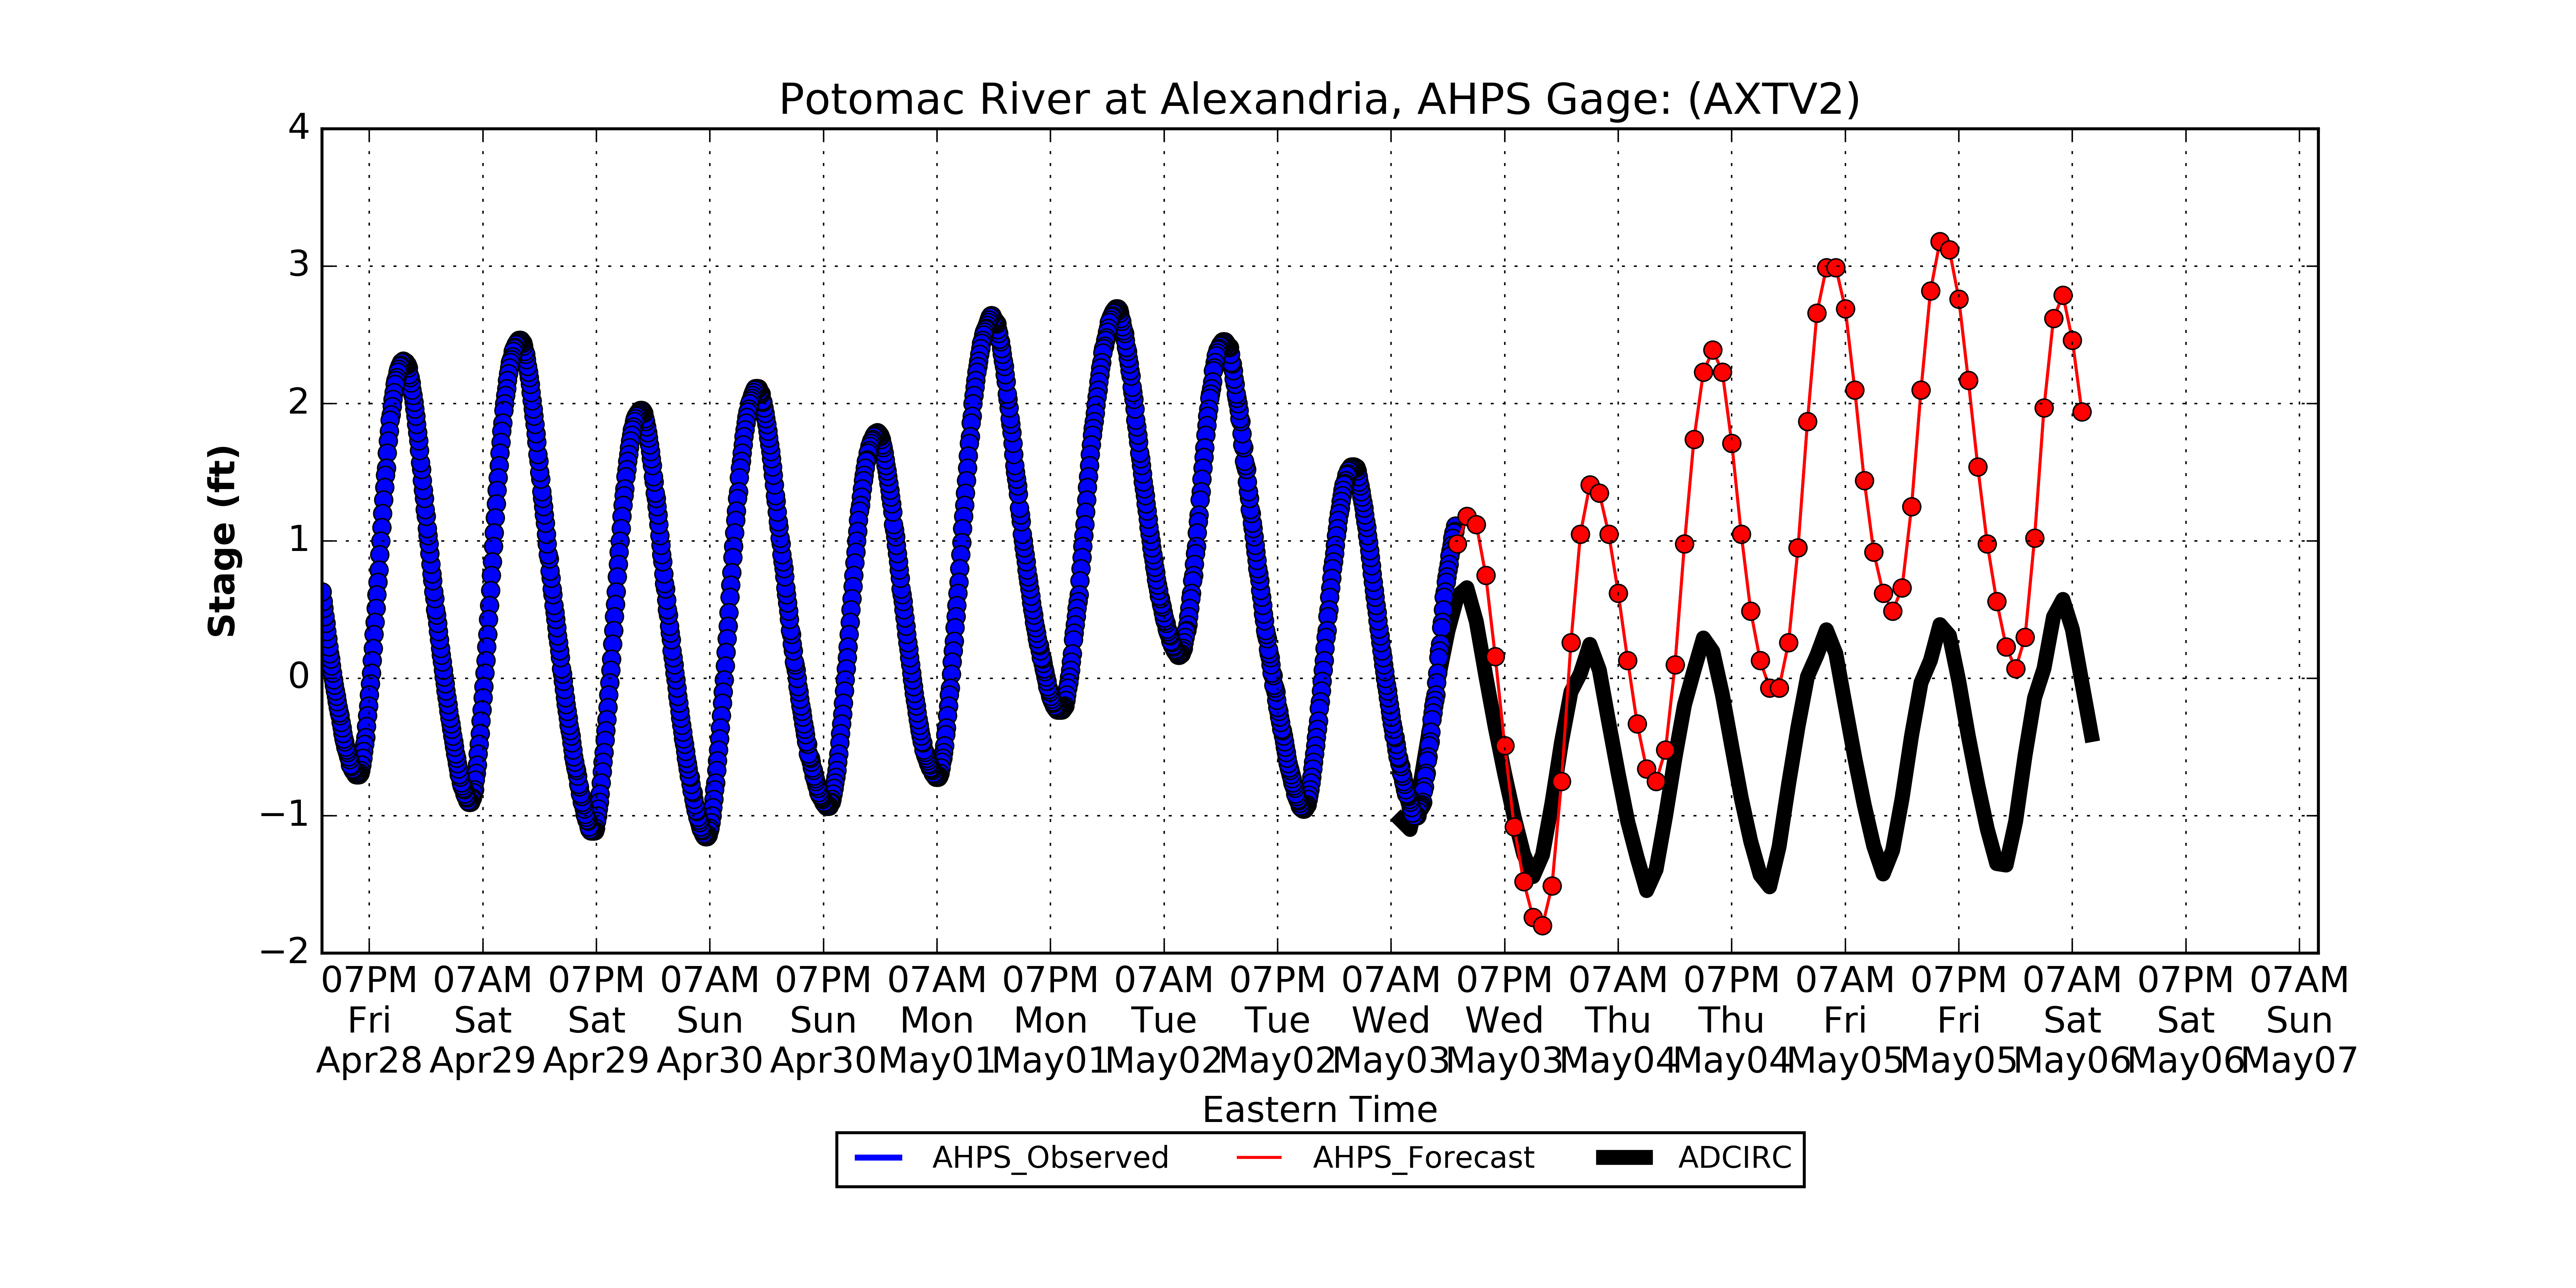 Potomac River at Alexandria, AHPS Gage: (AXTV2)
4
3
2
1
0
−1
−2
Stage (ft)
07PM 07AM 07PM 07AM 07PM 07AM 07PM 07AM 07PM 07AM 07PM 07AM 07PM 07AM 07PM 07AM 07PM 07AM
Fri Sat Sat Sun Sun Mon Mon Tue Tue Wed Wed Thu Thu Fri Fri Sat Sat Sun
Apr28 Apr29 Apr29 Apr30 Apr30 May01 May01 May02 May02 May03 May03 May04 May04 May05 May05 May06 May06 May07
Eastern Time
AHPS_Observed AHPS_Forecast ADCIRC